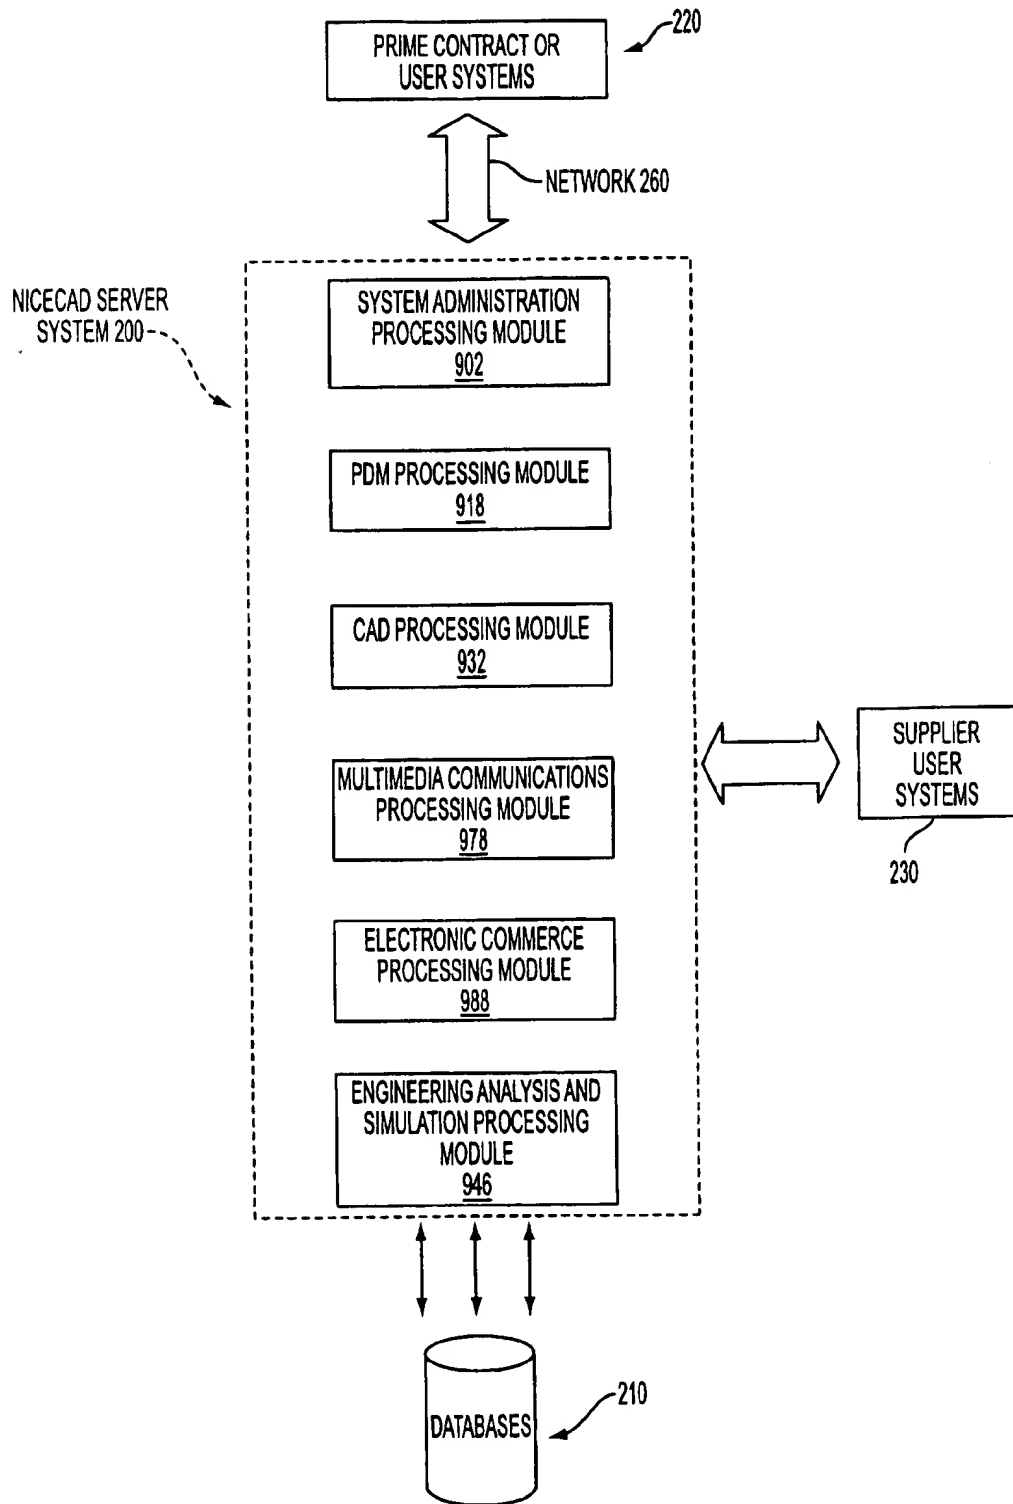 220
PRIME CONTRACT OR
USER SYSTEMS
NETWORK 260
NICECAD SERVER
SYSTEM 200
SYSTEM ADMINISTRATION
PROCESSING MODULE
902
PDM PROCESSING MODULE
918
CAD PROCESSING MODULE
932
MULTIMEDIA COMMUNICATIONS
PROCESSING MODULE
978
SUPPLIER
USER
SYSTEMS
230
ELECTRONIC COMMERCE
PROCESSING MODULE
988
ENGINEERING ANALYSIS AND
SIMULATION PROCESSING
MODULE
946
210
DATABASES